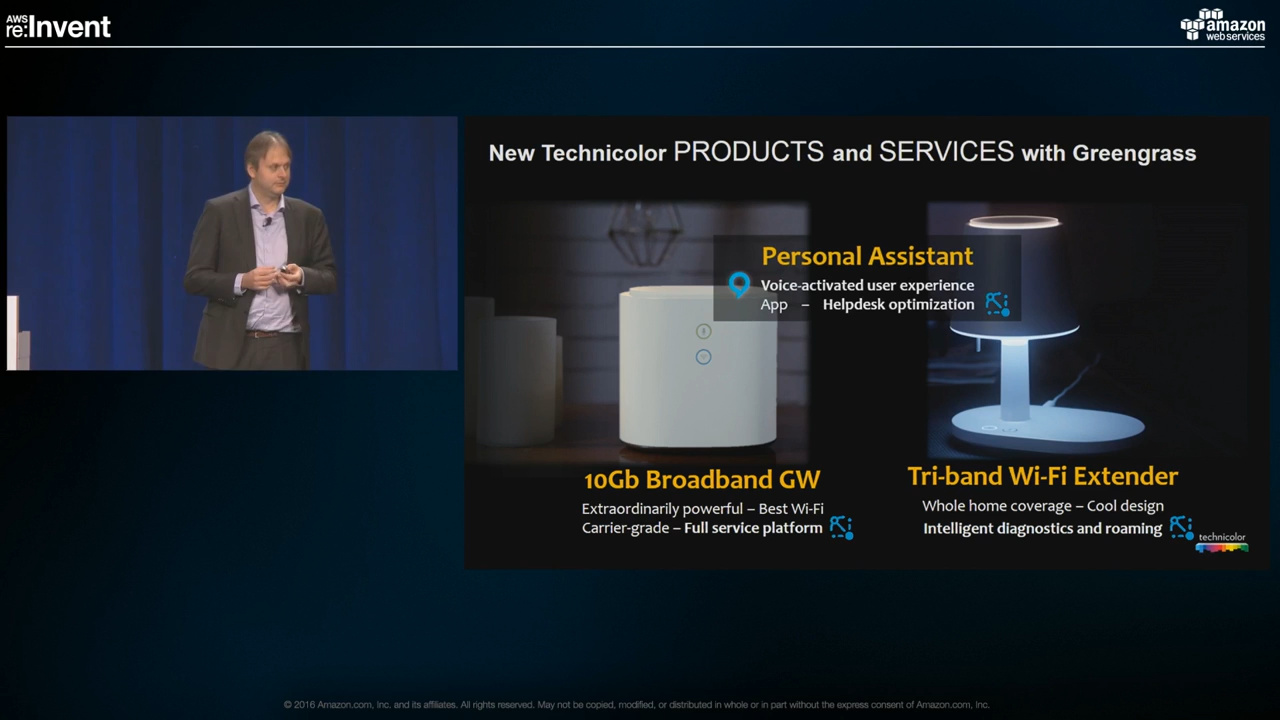 AWS
re:Invent
amazon
web services
New Technicolor PRODUCTS and SERVICES with Greengrass
Personal Assistant
Voice-activated user experience
App – Helpdesk optimization
10Gb Broadband GW
Extraordinarily powerful – Best Wi-Fi
Carrier-grade – Full service platform
Tri-band Wi-Fi Extender
Whole home coverage – Cool design
Intelligent diagnostics and roaming
technicolor
© 2016 Amazon.com, Inc. and its affiliates. All rights reserved. May not be copied, modified, or distributed in whole or in part without the express consent of Amazon.com, Inc.